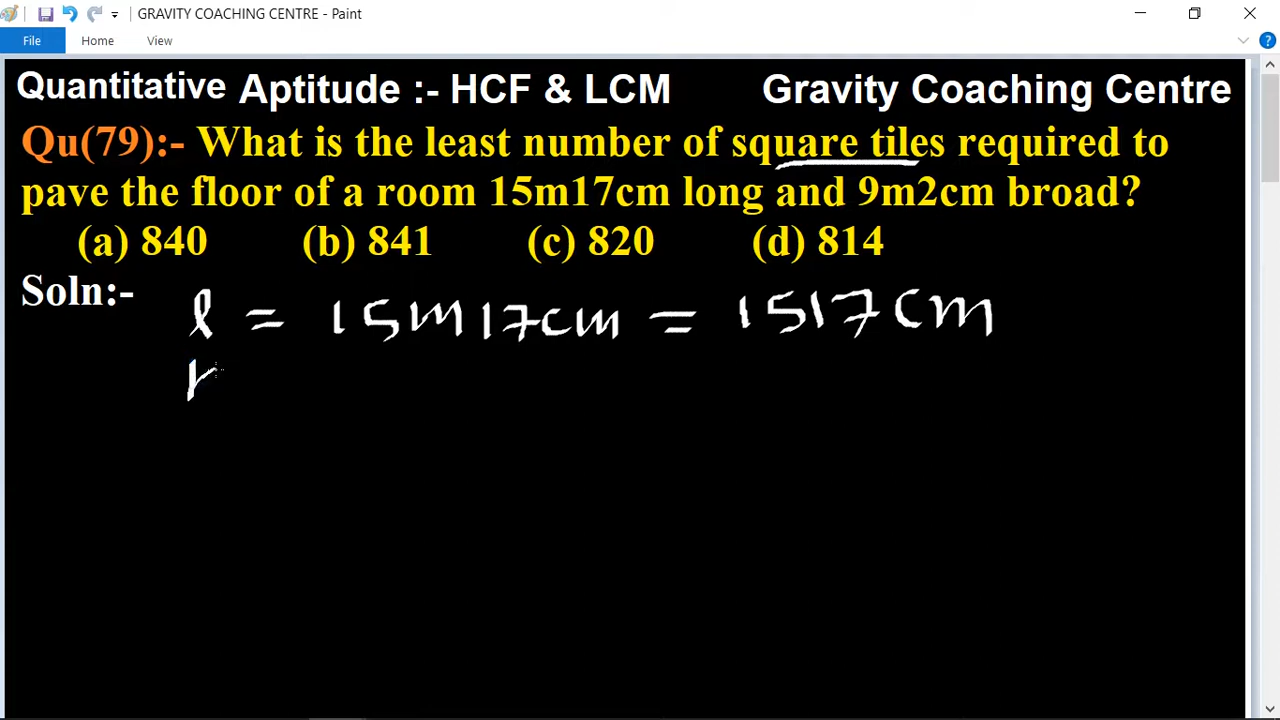 GRAVITY COACHING CENTRE - Paint
File Home View
Quantitative Aptitude :- HCF & LCM Gravity Coaching Centre
Qu(79):- What is the least number of square tiles required to
pave the floor of a room 15m17cm long and 9m2cm broad?
(a) 840 (b) 841 (c) 820 (d) 814
Soln:- l = 15m17cm = 1517cm